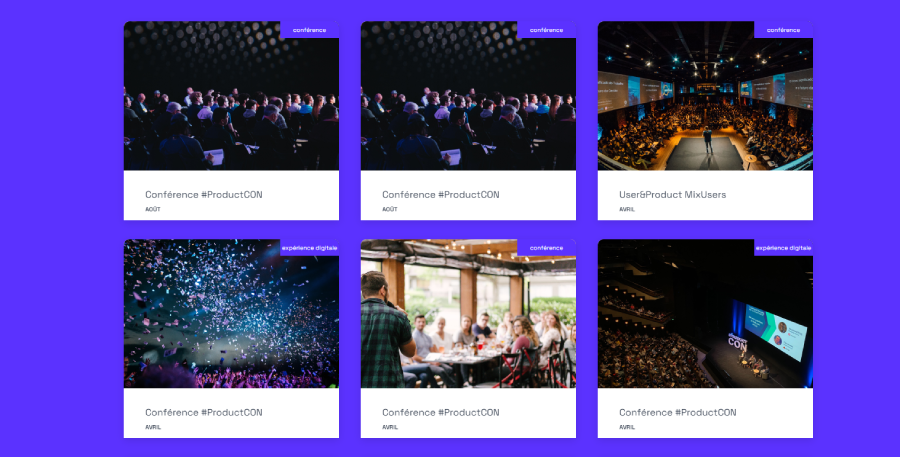 conférence
conférence
conférence
Conférence #ProductCON
AOÛT
Conférence #ProductCON
AOÛT
User&Product MixUsers
AVRIL
expérience digitale
conférence
expérience digitale
CON
Conférence #ProductCON
AVRIL
Conférence #ProductCON
AVRIL
Conférence #ProductCON
AVRIL